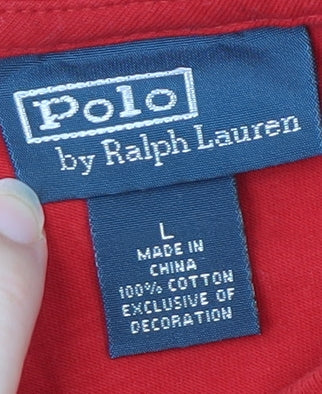 Polo
by Ralph Lauren
L
MADE IN
CHINA
100% COTTON
EXCLUSIVE OF
DECORATION